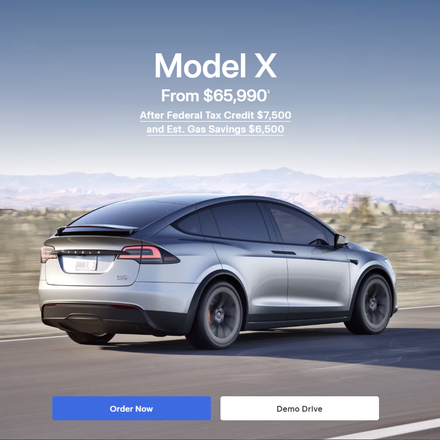 Model X
From $65,990¹
After Federal Tax Credit $7,500
and Est. Gas Savings $6,500
Order Now
Demo Drive